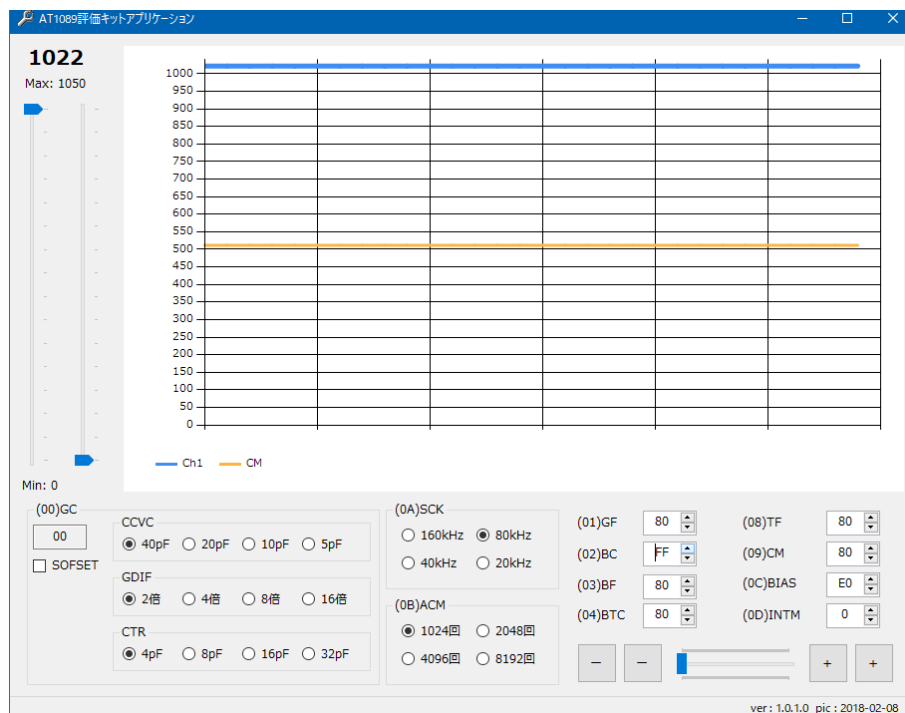 AT1089評価キットアプリケーション
1022
Max: 1050
1000
950
900
850
800
750
700
650
600
550
500
450
400
350
300
250
200
150
100
50
0
Ch1 CM
Min: 0
(00)GC
00
SOFSET
CCVC
40pF 20pF 10pF 5pF
GDIF
2倍 4倍 8倍 16倍
CTR
4pF 8pF 16pF 32pF
(0A)SCK
160kHz 80kHz
40kHz 20kHz
(0B)ACM
1024回 2048回
4096回 8192回
(01)GF 80
(02)BC FF
(03)BF 80
(04)BTC 80
(08)TF 80
(09)CM 80
(0C)BIAS E0
(0D)INTM 0
− − + +
ver : 1.0.1.0 pic : 2018-02-08